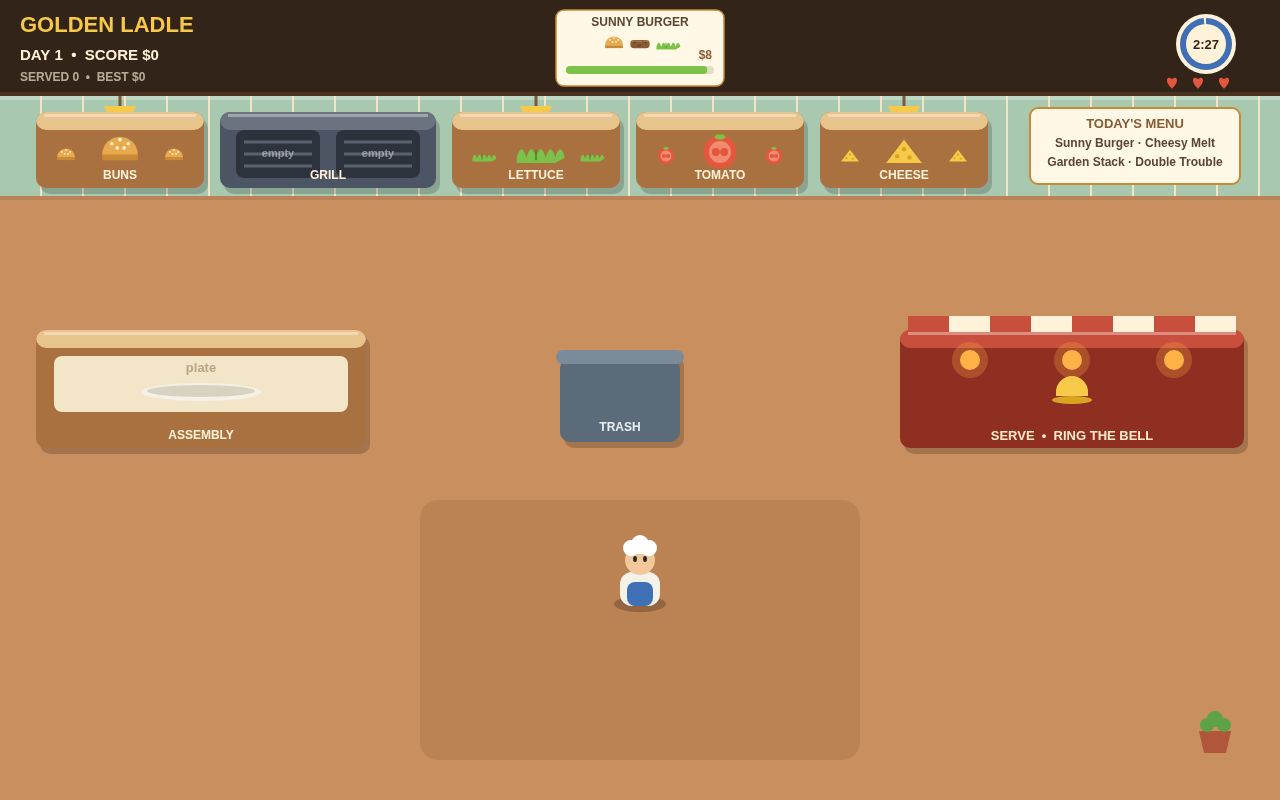 GOLDEN LADLE
DAY 1 • SCORE $0
SERVED 0 • BEST $0
SUNNY BURGER
$8
2:27
BUNS
empty
empty
GRILL
LETTUCE
TOMATO
CHEESE
TODAY'S MENU
Sunny Burger · Cheesy Melt
Garden Stack · Double Trouble
plate
ASSEMBLY
TRASH
SERVE • RING THE BELL